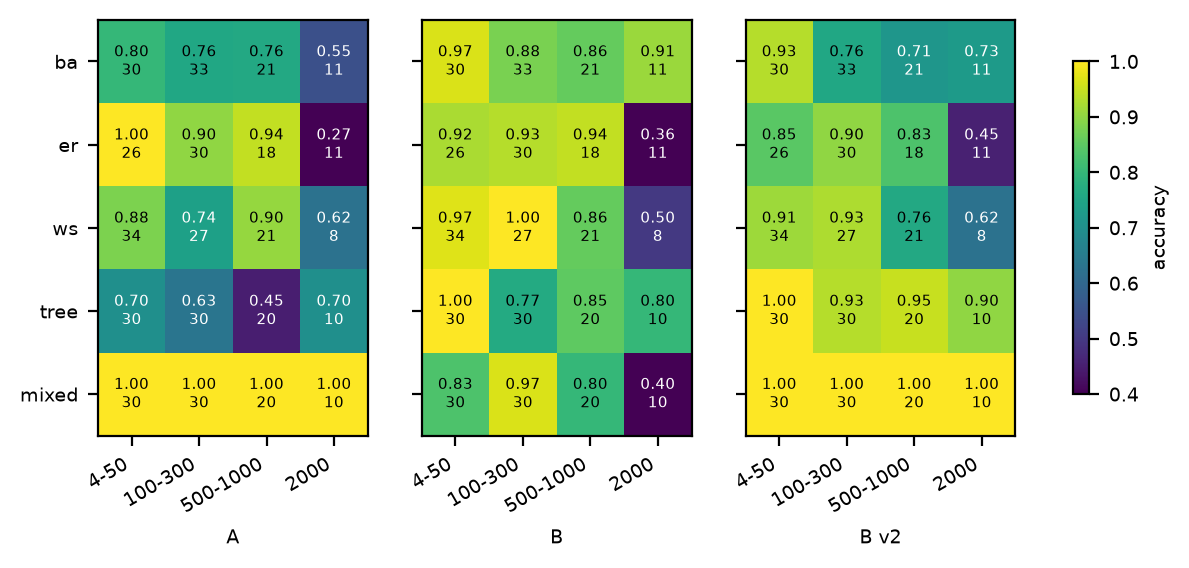 ba
0.80 0.76 0.76 0.55
30 33 21 11
0.97 0.88 0.86 0.91
30 33 21 11
0.93 0.76 0.71 0.73
30 33 21 11
er
1.00 0.90 0.94 0.27
26 30 18 11
0.92 0.93 0.94 0.36
26 30 18 11
0.85 0.90 0.83 0.45
26 30 18 11
ws
0.88 0.74 0.90 0.62
34 27 21 8
0.97 1.00 0.86 0.50
34 27 21 8
0.91 0.93 0.76 0.62
34 27 21 8
tree
0.70 0.63 0.45 0.70
30 30 20 10
1.00 0.77 0.85 0.80
30 30 20 10
1.00 0.93 0.95 0.90
30 30 20 10
mixed
1.00 1.00 1.00 1.00
30 30 20 10
0.83 0.97 0.80 0.40
30 30 20 10
1.00 1.00 1.00 1.00
30 30 20 10
4-50 100-300 500-1000 2000
4-50 100-300 500-1000 2000
4-50 100-300 500-1000 2000
A
B
B v2
1.0
0.9
0.8
0.7
0.6
0.5
0.4
accuracy